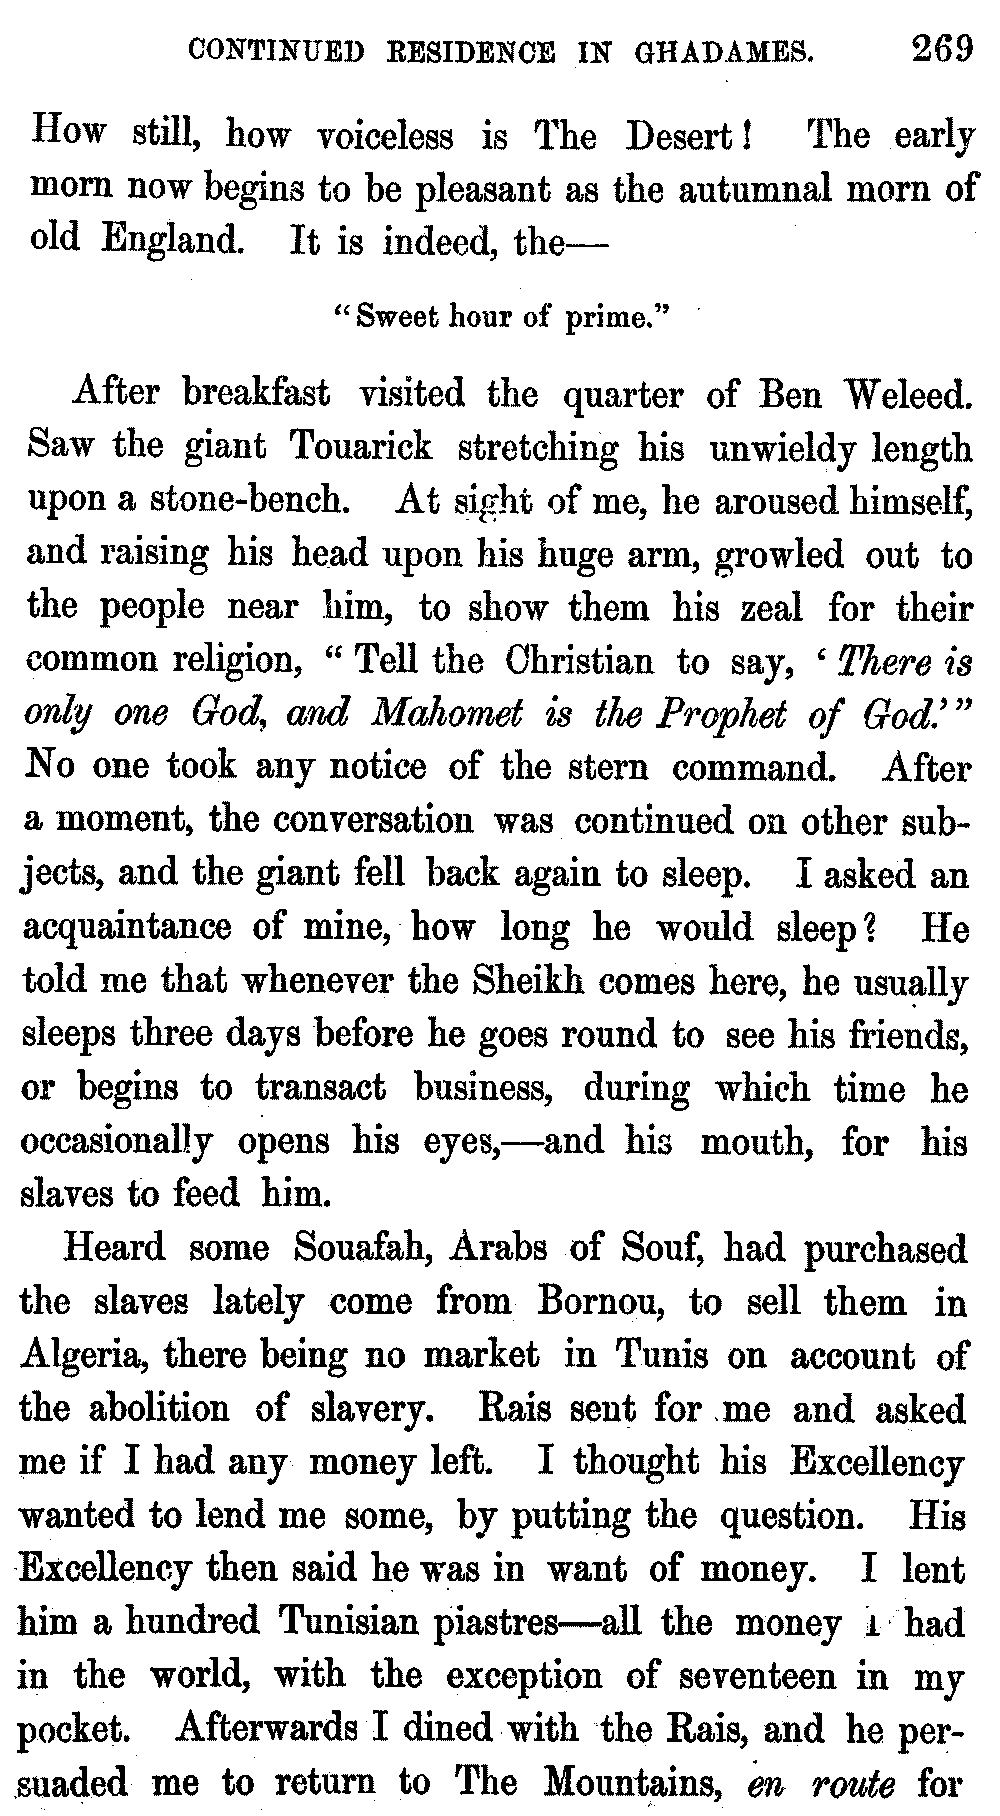 CONTINUED RESIDENCE IN GHADAMES. 269
How still, how voiceless is The Desert! The early
morn now begins to be pleasant as the autumnal morn of
old England. It is indeed, the—
"Sweet hour of prime."
After breakfast visited the quarter of Ben Weleed.
Saw the giant Touarick stretching his unwieldy length
upon a stone-bench. At sight of me, he aroused himself,
and raising his head upon his huge arm, growled out to
the people near him, to show them his zeal for their
common religion, "Tell the Christian to say, 'There is
only one God, and Mahomet is the Prophet of God.'"
No one took any notice of the stern command. After
a moment, the conversation was continued on other sub-
jects, and the giant fell back again to sleep. I asked an
acquaintance of mine, how long he would sleep? He
told me that whenever the Sheikh comes here, he usually
sleeps three days before he goes round to see his friends,
or begins to transact business, during which time he
occasionally opens his eyes,—and his mouth, for his
slaves to feed him.
Heard some Souafah, Arabs of Souf, had purchased
the slaves lately come from Bornou, to sell them in
Algeria, there being no market in Tunis on account of
the abolition of slavery. Rais sent for me and asked
me if I had any money left. I thought his Excellency
wanted to lend me some, by putting the question. His
Excellency then said he was in want of money. I lent
him a hundred Tunisian piastres—all the money I had
in the world, with the exception of seventeen in my
pocket. Afterwards I dined with the Rais, and he per-
suaded me to return to The Mountains, en route for